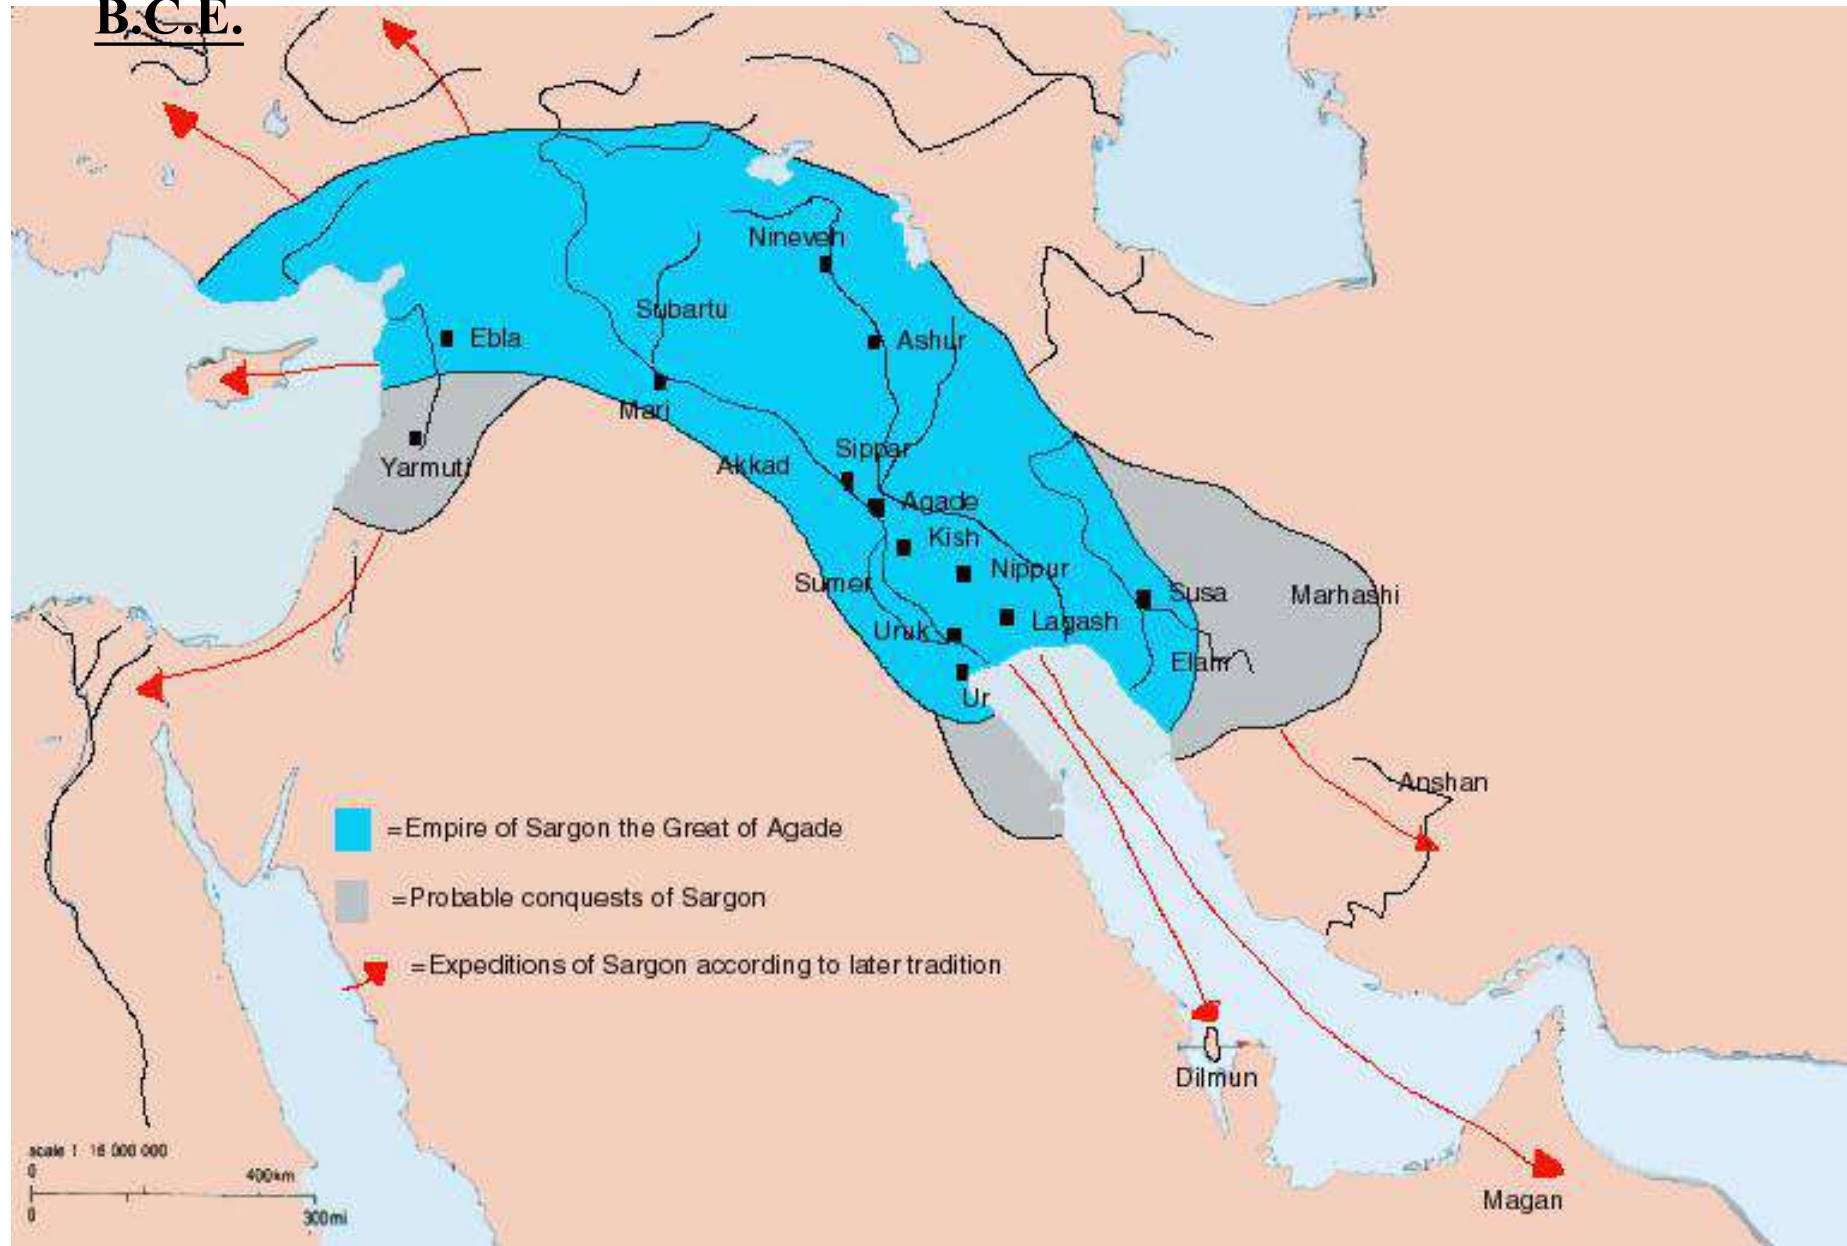 B.C.E.
Nineveh
Subartu
Ebla
Ashur
Mari
Yarmuti
Akkad
Sippar
Agade
Kish
Nippur
Sumer
Susa
Marhashi
Lagash
Uruk
Elam
Ur
Anshan
=Empire of Sargon the Great of Agade
=Probable conquests of Sargon
=Expeditions of Sargon according to later tradition
Dilmun
Magan
scale 1 16 000 000
0
400km
0
300mi